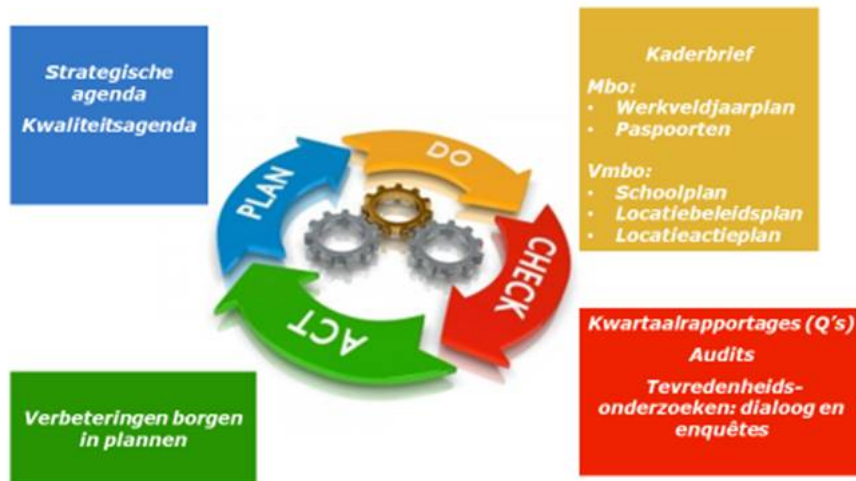 Strategische
agenda
Kwaliteitsagenda
PLAN
DO
CHECK
ACT
Kaderbrief
Mbo:
• Werkveldjaarplan
• Paspoorten
Vmbo:
• Schoolplan
• Locatiebeleidsplan
• Locatieactieplan
Kwartaalrapportages (Q's)
Audits
Tevredenheids-
onderzoeken: dialoog en
enquêtes
Verbeteringen borgen
in plannen